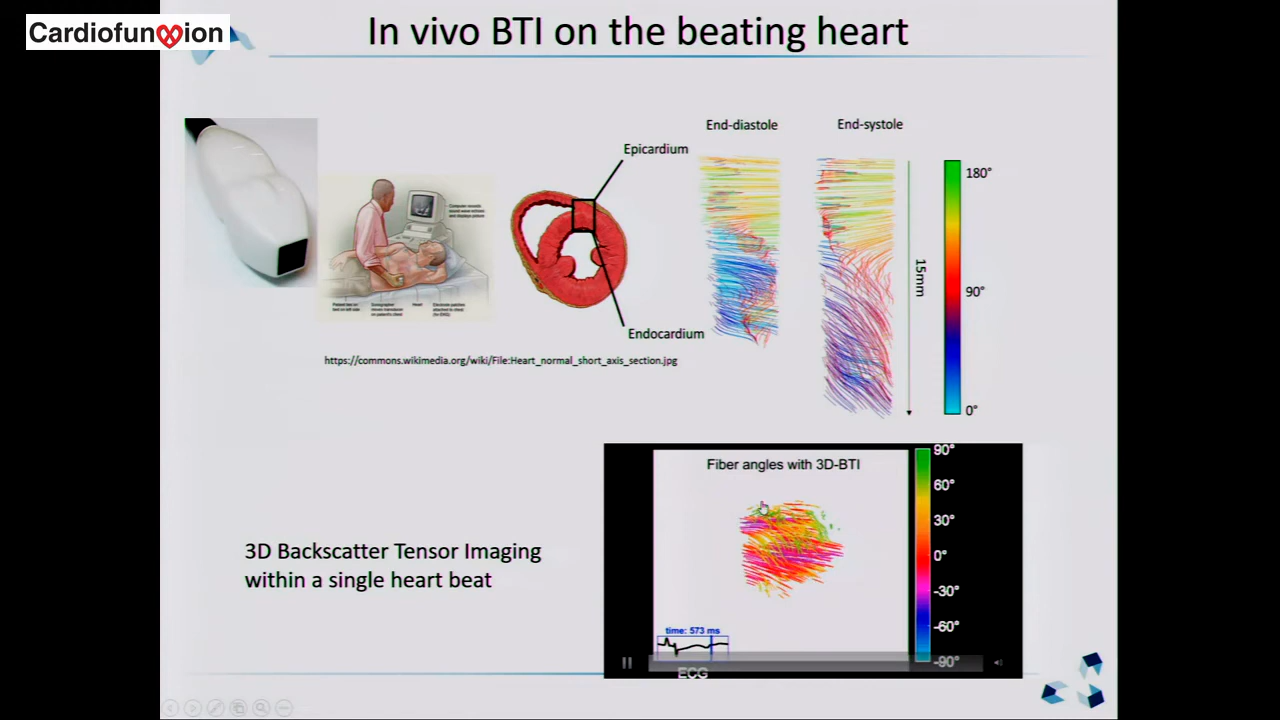 Cardiofunxion
In vivo BTI on the beating heart
End-diastole
End-systole
Epicardium
180°
90°
0°
15mm
Endocardium
https://commons.wikimedia.org/wiki/File:Heart_normal_short_axis_section.jpg
3D Backscatter Tensor Imaging
within a single heart beat
Fiber angles with 3D-BTI
90°
60°
30°
0°
-30°
-60°
-90°
time: 573 ms
ECG